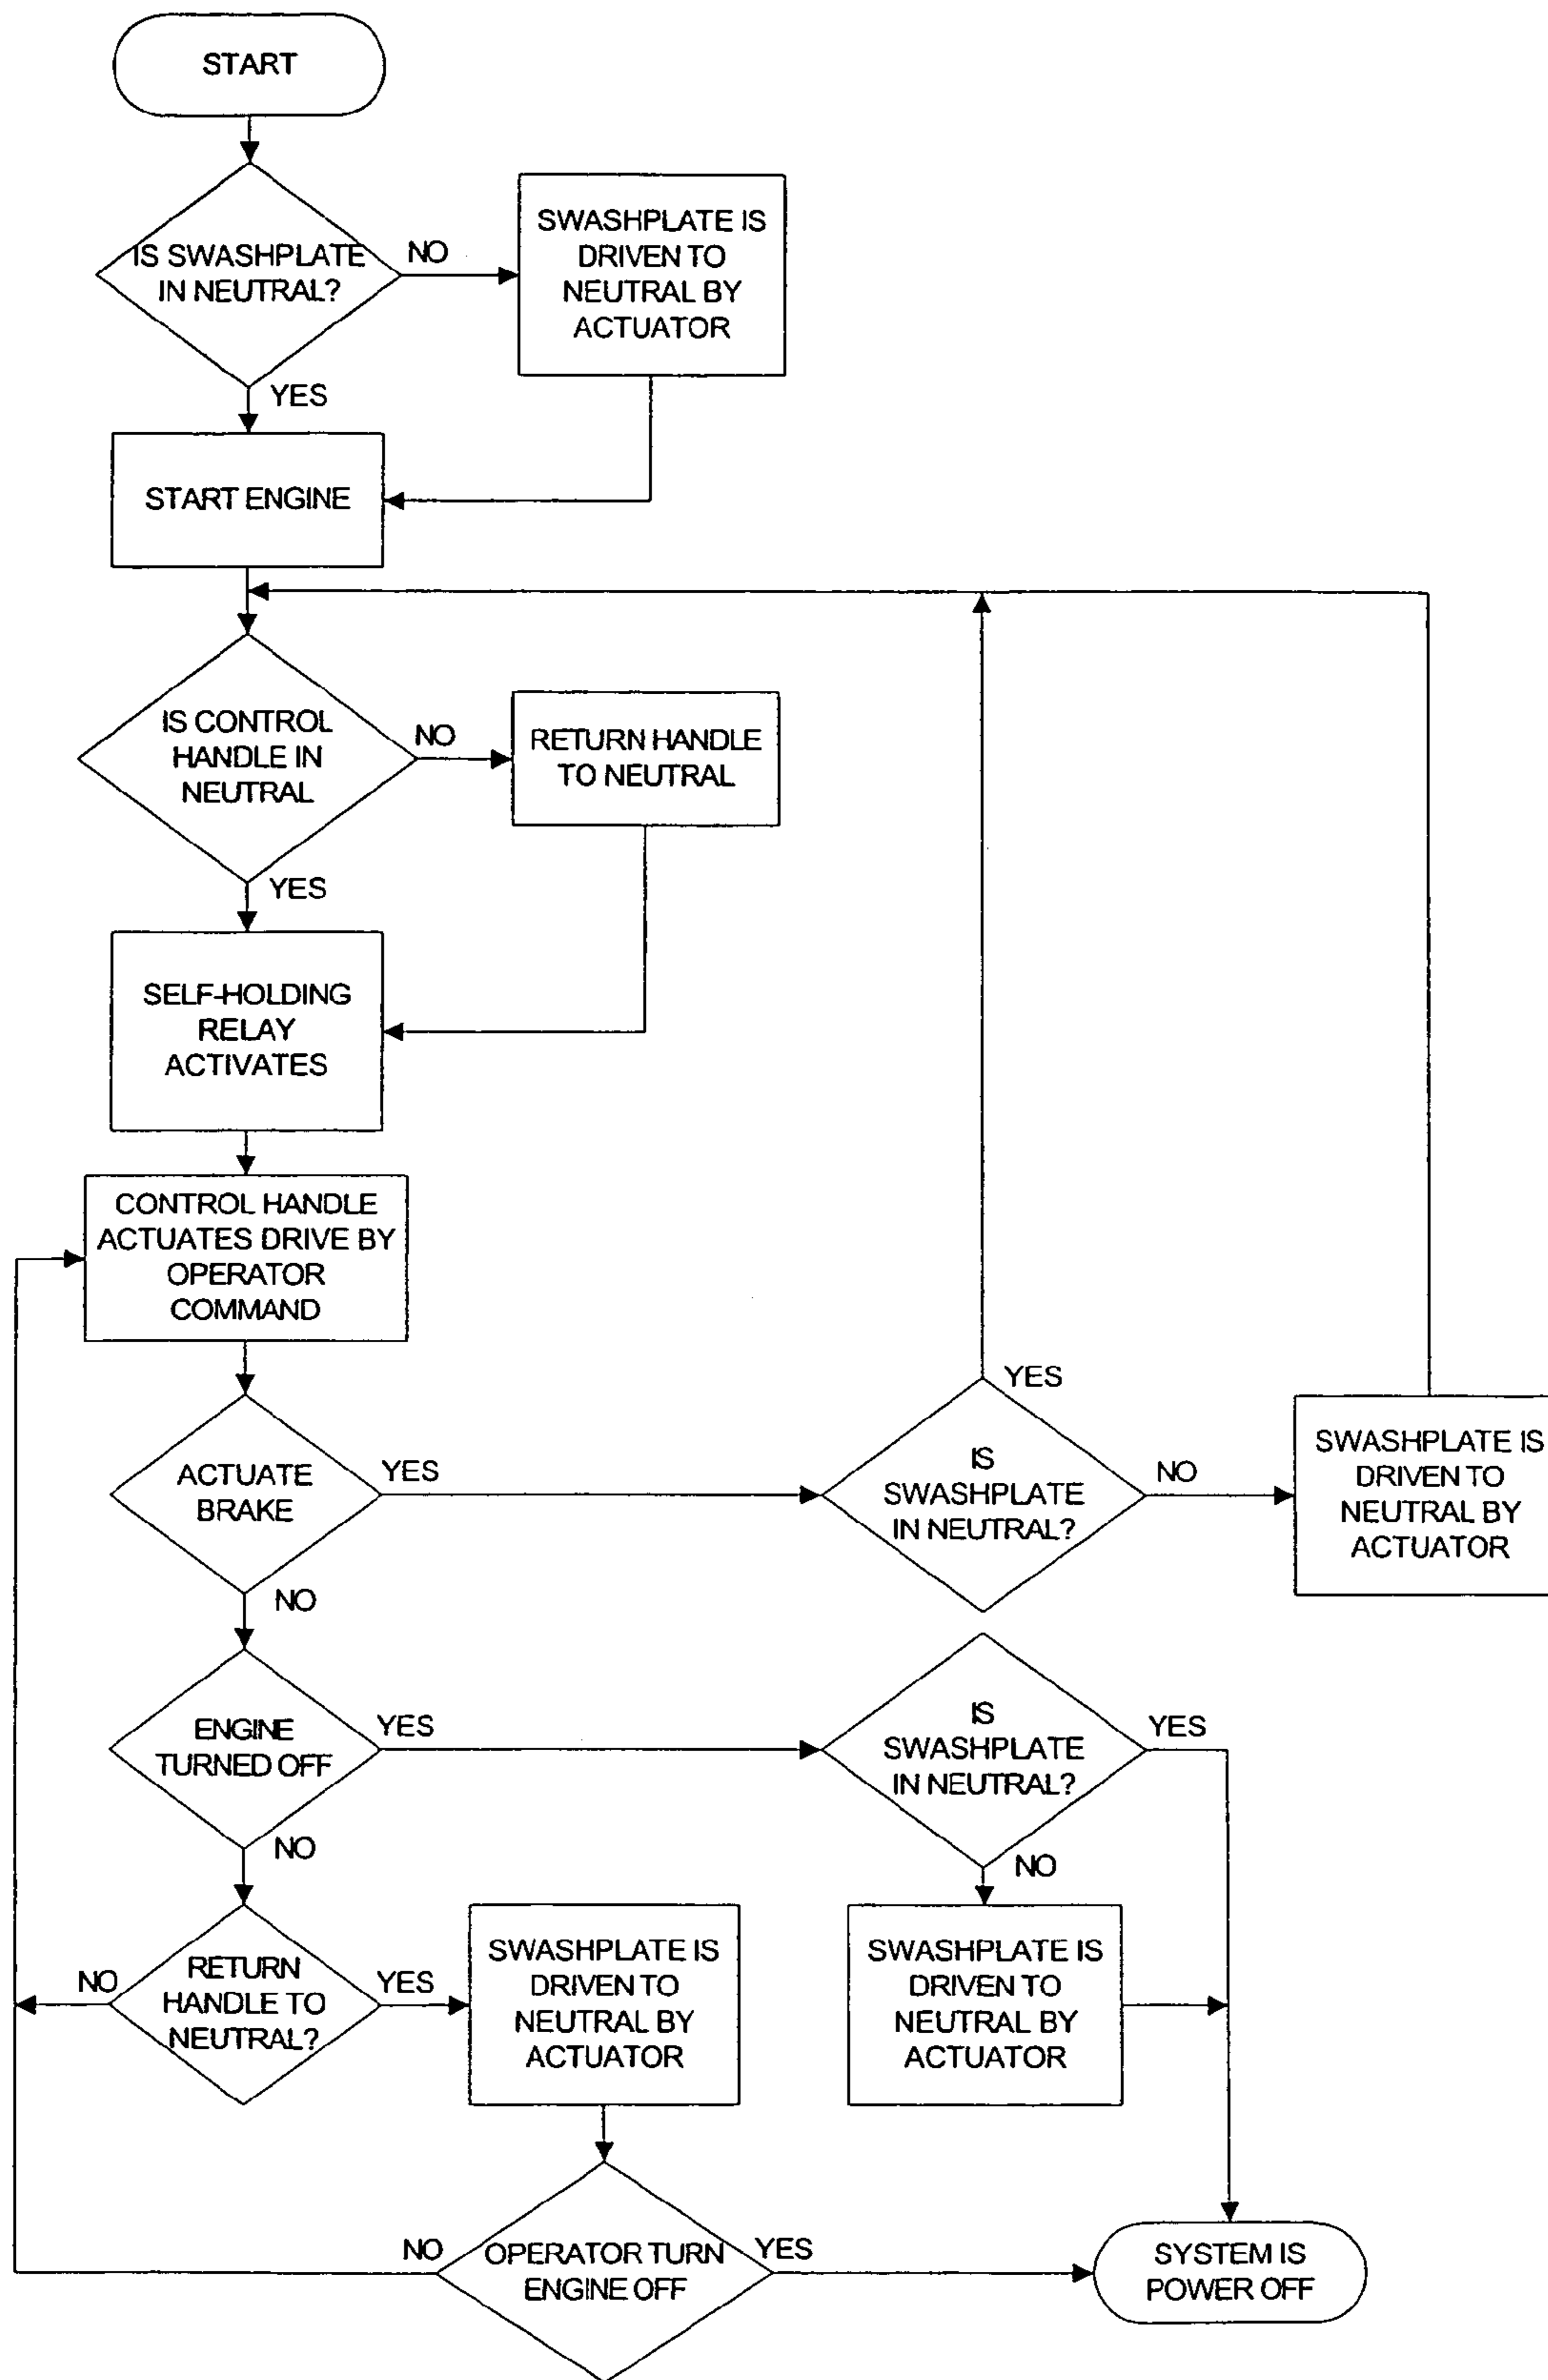 START
IS SWASHPLATE
IN NEUTRAL?
NO
SWASHPLATE IS
DRIVEN TO
NEUTRAL BY
ACTUATOR
YES
START ENGINE
IS CONTROL
HANDLE IN
NEUTRAL
NO
RETURN HANDLE
TO NEUTRAL
YES
SELF-HOLDING
RELAY
ACTIVATES
CONTROL HANDLE
ACTUATES DRIVE BY
OPERATOR
COMMAND
ACTUATE
BRAKE
YES
IS
SWASHPLATE
IN NEUTRAL?
YES
NO
SWASHPLATE IS
DRIVEN TO
NEUTRAL BY
ACTUATOR
NO
ENGINE
TURNED OFF
YES
IS
SWASHPLATE
IN NEUTRAL?
YES
NO
NO
SWASHPLATE IS
DRIVEN TO
NEUTRAL BY
ACTUATOR
RETURN
HANDLE TO
NEUTRAL?
NO
YES
SWASHPLATE IS
DRIVEN TO
NEUTRAL BY
ACTUATOR
OPERATOR TURN
ENGINE OFF
NO
YES
SYSTEM IS
POWER OFF